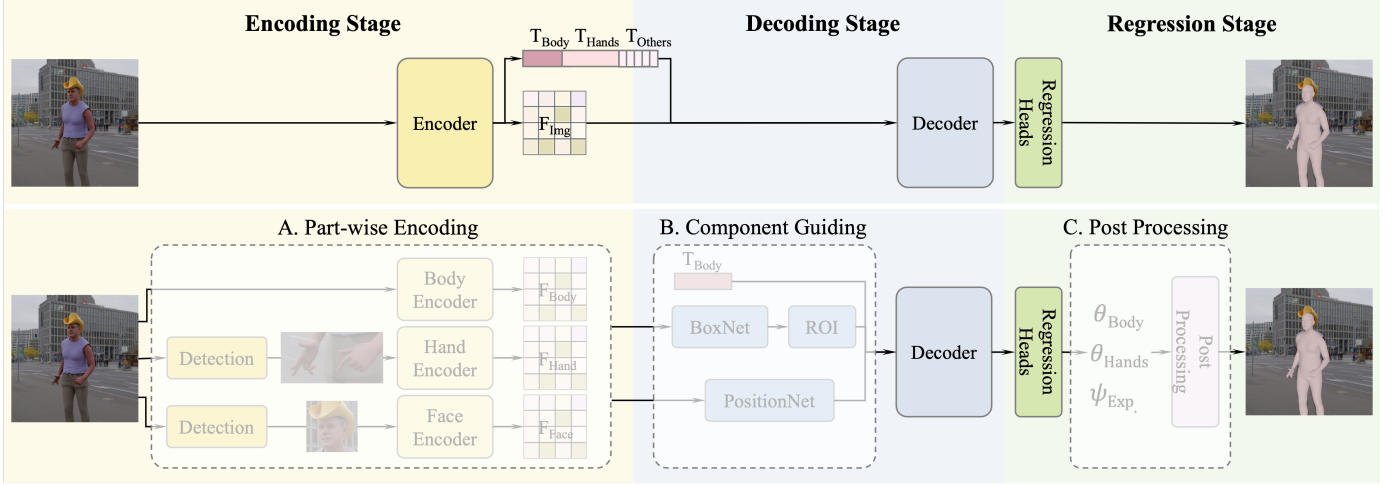 Encoding Stage
Decoding Stage
Regression Stage
T_Body T_Hands T_Others
Encoder
F_Img
Decoder
Regression Heads
A. Part-wise Encoding
B. Component Guiding
C. Post Processing
Body
Encoder
F_Body
Detection
Hand
Encoder
F_Hand
Detection
Face
Encoder
F_Face
T_Body
BoxNet
ROI
PositionNet
Decoder
Regression
Heads
θ_Body
θ_Hands
ψ_Exp.
Post
Processing